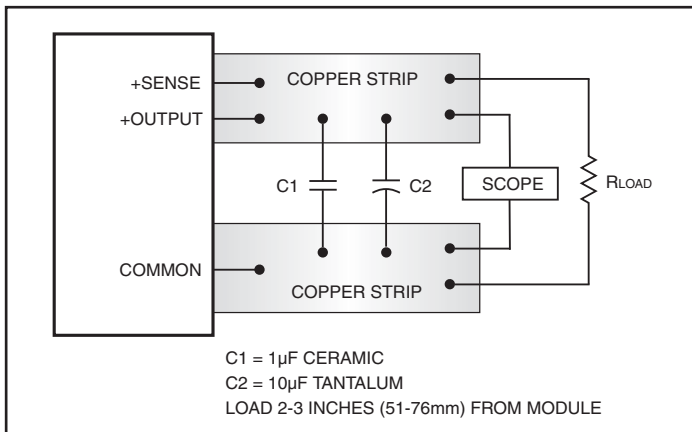 +SENSE
COPPER STRIP
+OUTPUT
C1
C2
SCOPE
RLOAD
COMMON
COPPER STRIP
C1 = 1µF CERAMIC
C2 = 10µF TANTALUM
LOAD 2-3 INCHES (51-76mm) FROM MODULE